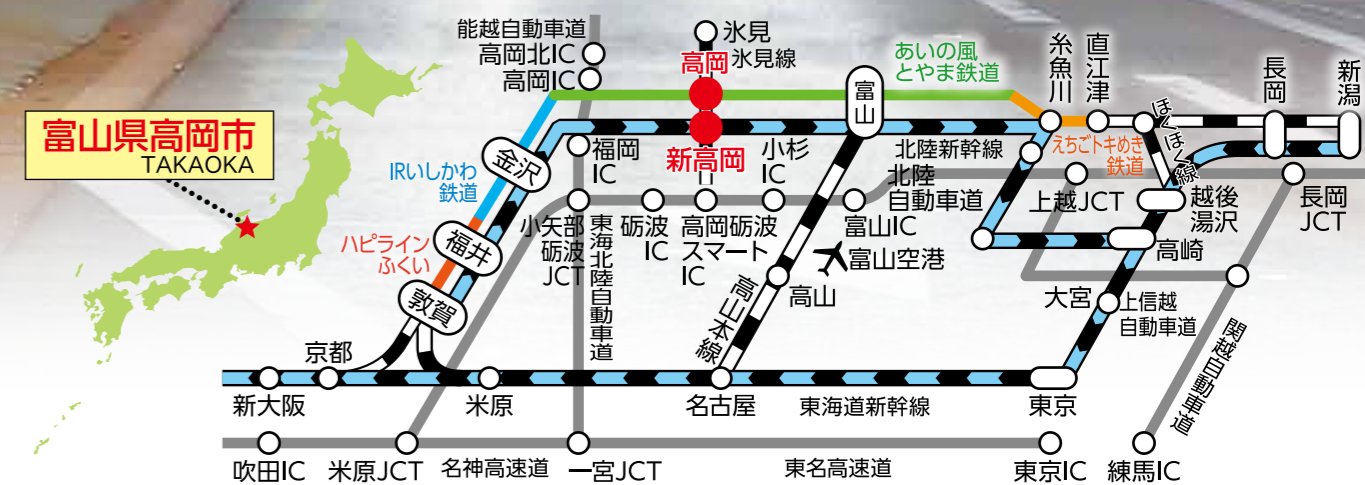 富山県高岡市
TAKAOKA
能越自動車道
高岡北IC
高岡IC
氷見
氷見線
高岡
新高岡
あいの風
とやま鉄道
富山
糸魚川
直江津
ほくほく線
長岡
新潟
えちごトキめき
鉄道
IRいしかわ
鉄道
金沢
ハピライン
ふくい
福井
敦賀
福岡
IC
小杉
IC
北陸新幹線
北陸
自動車道
上越JCT
越後
湯沢
長岡
JCT
小矢部
砺波
JCT
東海北陸自動車道
砺波
IC
高岡砺波
スマート
IC
富山IC
富山空港
高山
高山本線
高崎
大宮
上信越
自動車道
関越自動車道
京都
新大阪
米原
名古屋
東海道新幹線
東京
吹田IC
米原JCT
名神高速道
一宮JCT
東名高速道
東京IC
練馬IC